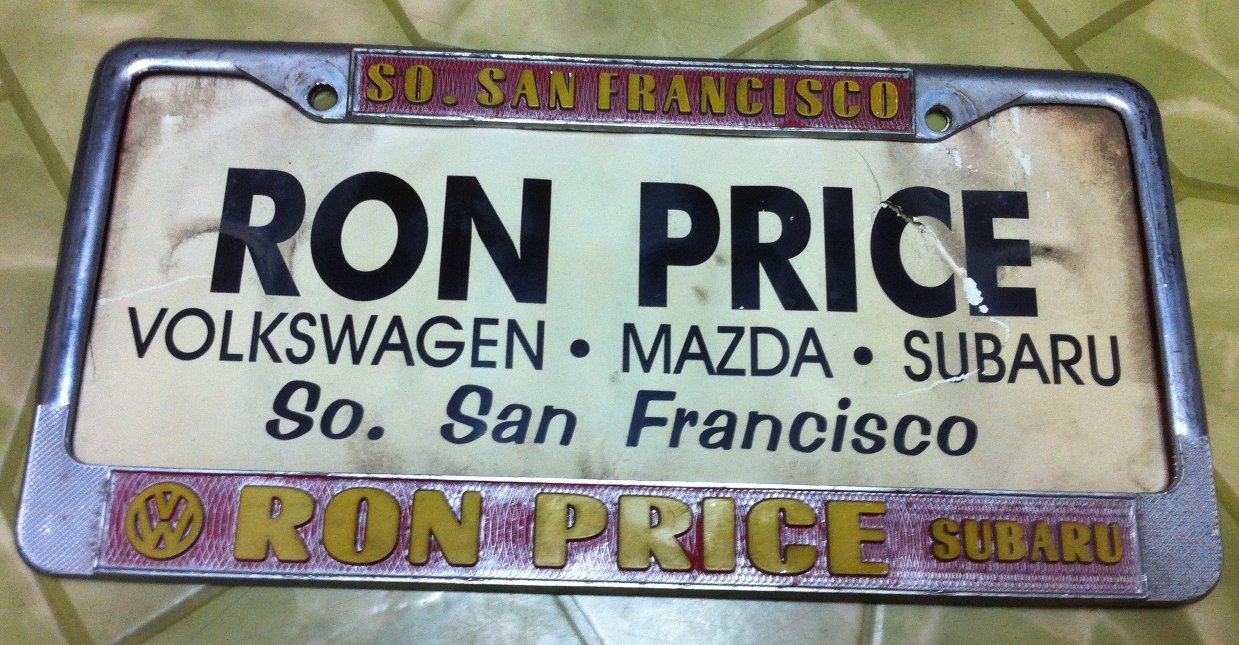 SO. SAN FRANCISCO
RON PRICE
VOLKSWAGEN • MAZDA • SUBARU
So. San Francisco
VW RON PRICE SUBARU